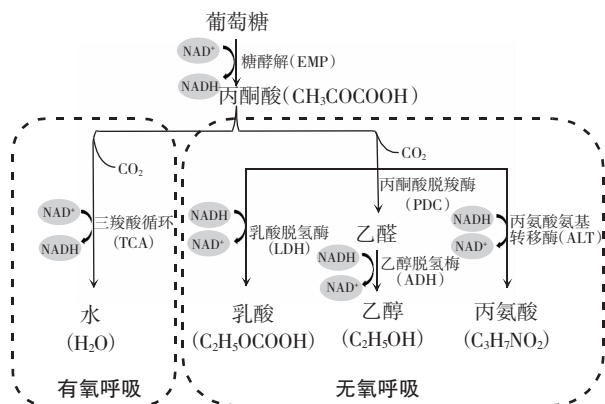 葡萄糖
NAD⁺
糖酵解(EMP)
NADH
丙酮酸(CH₃COCOOH)
CO₂
CO₂
丙酮酸脱羧酶
(PDC)
NAD⁺
三羧酸循环
(TCA)
NADH
NADH
乳酸脱氢酶
(LDH)
NAD⁺
乙醛
NADH
乙醇脱氢梅
(ADH)
NAD⁺
NADH
丙氨酸氨基
转移酶(ALT)
NAD⁺
水
(H₂O)
乳酸
(C₂H₅OCOOH)
乙醇
(C₂H₅OH)
丙氨酸
(C₃H₇NO₂)
有氧呼吸
无氧呼吸